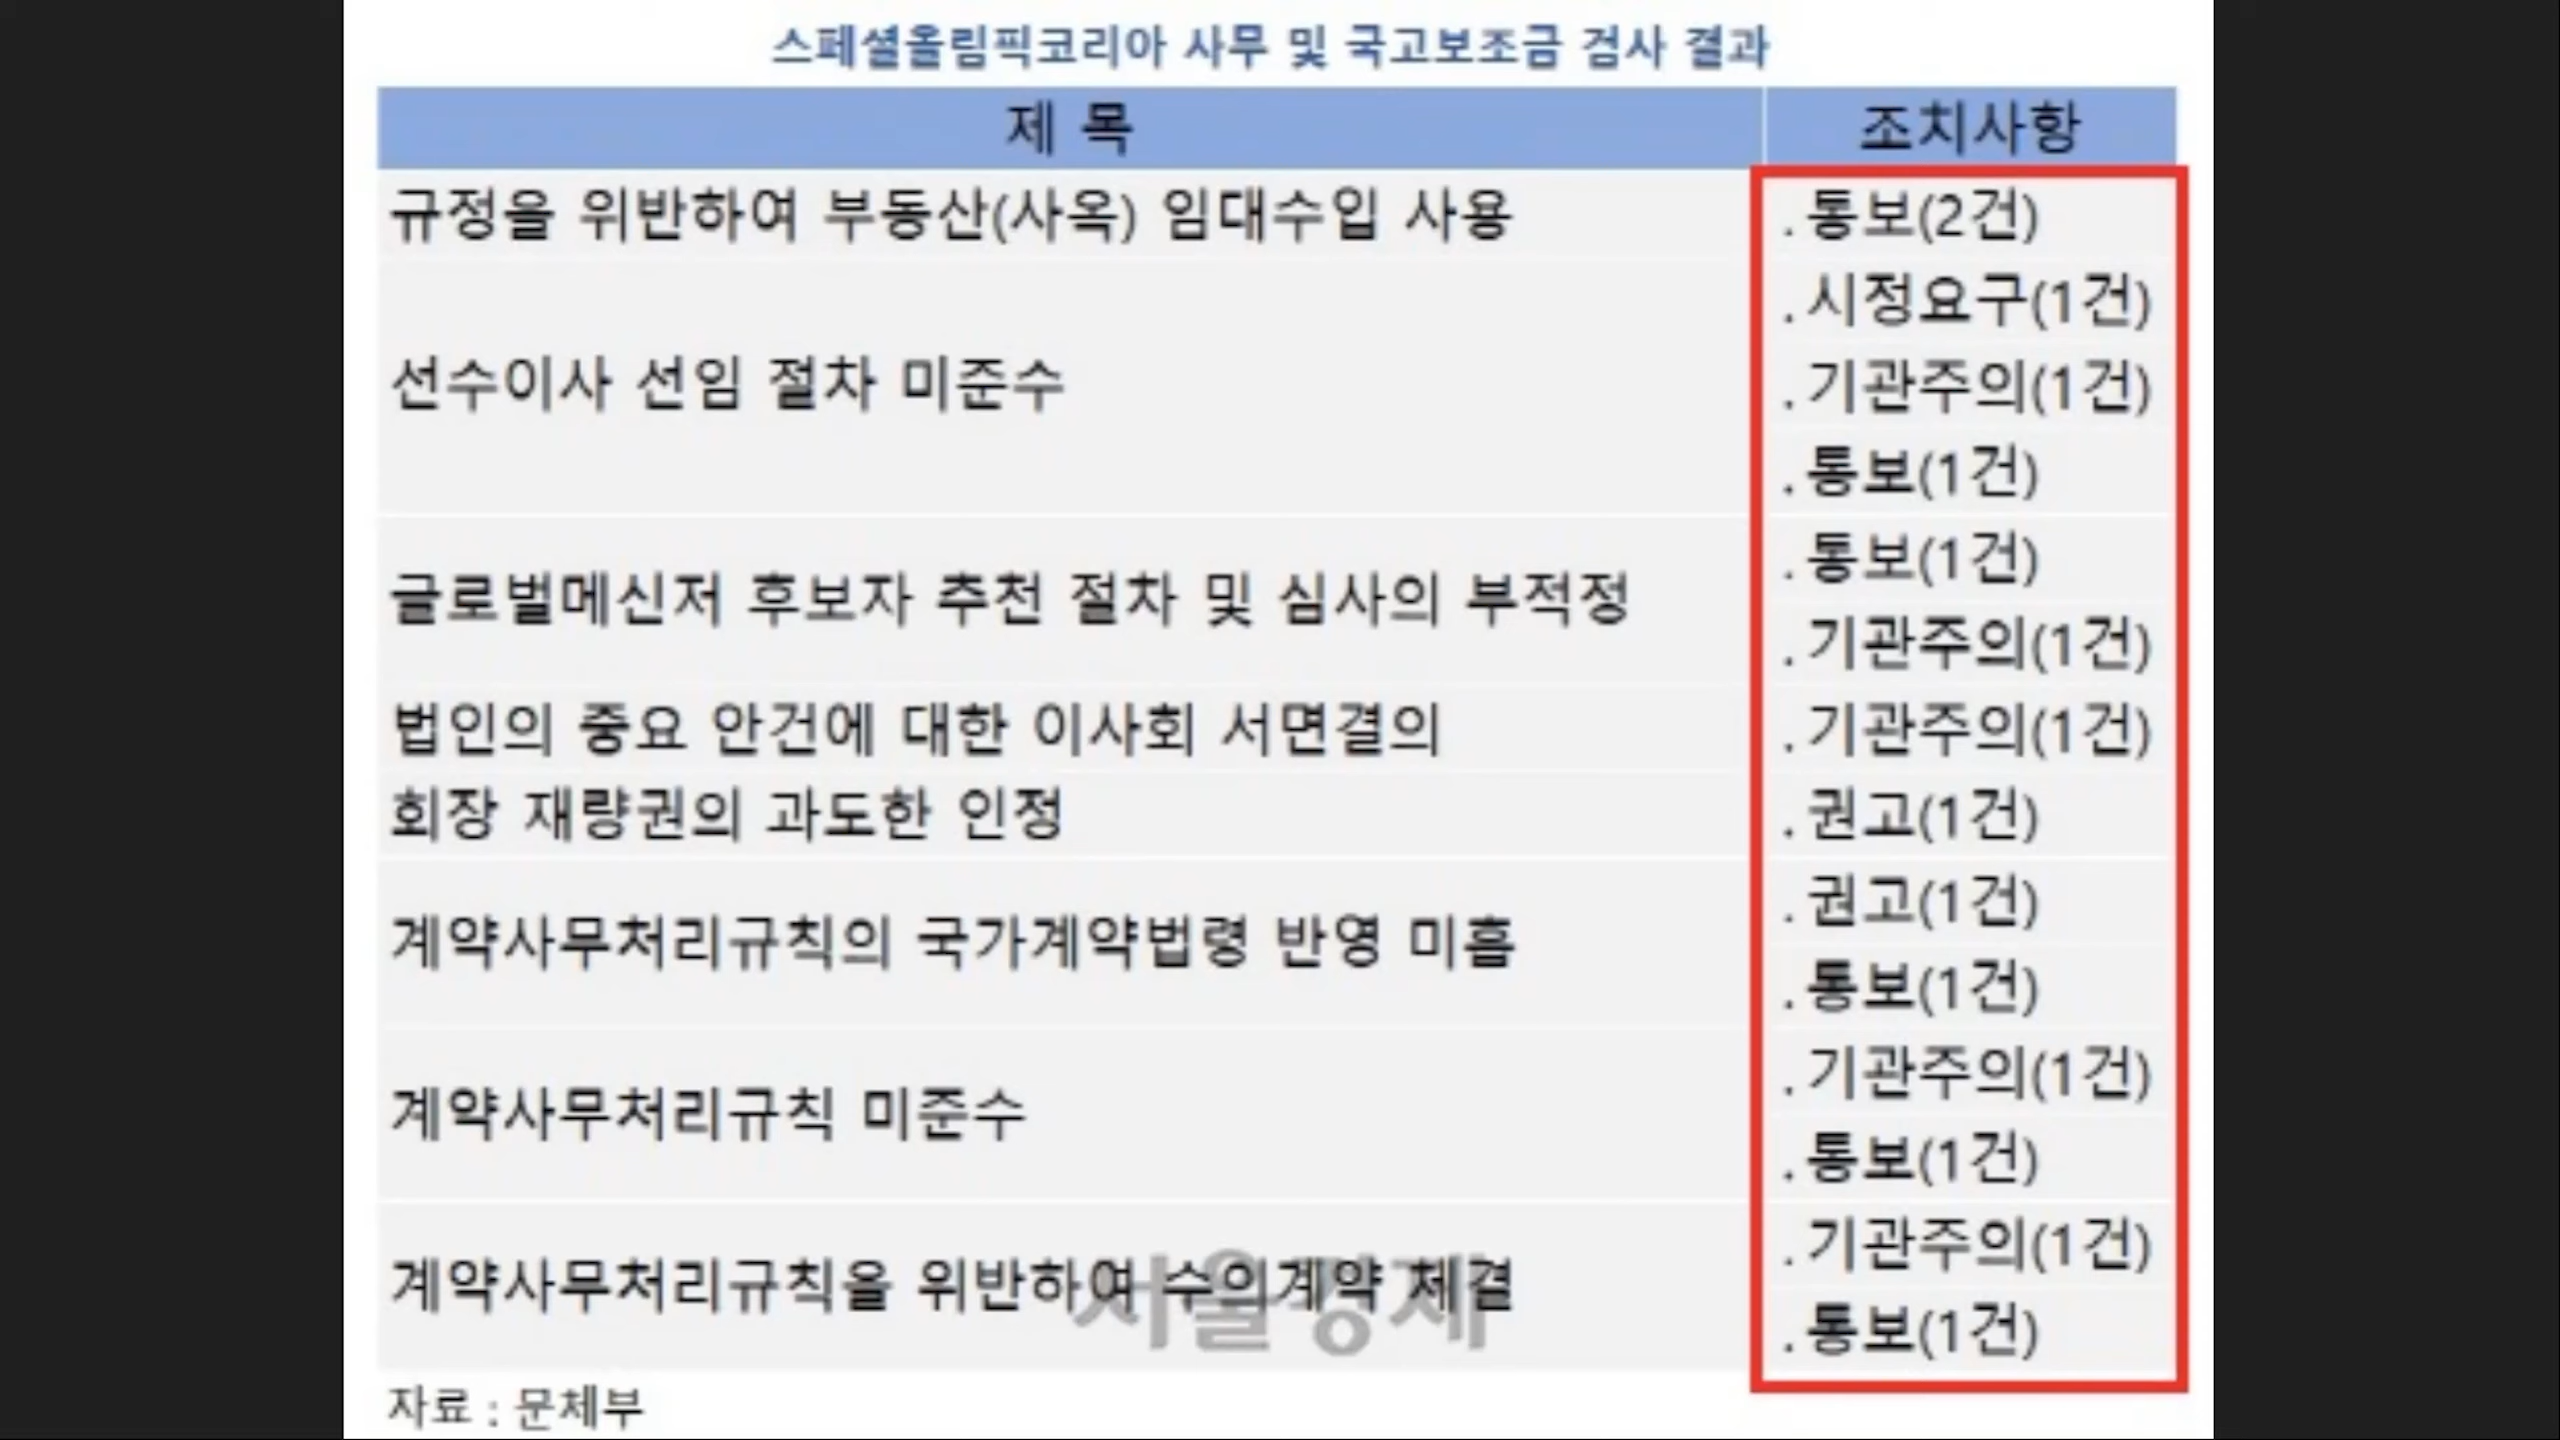 스페셜올림픽코리아 사무 및 국고보조금 검사 결과
제 목 조치사항
규정을 위반하여 부동산(사옥) 임대수입 사용 . 통보(2건)
선수이사 선임 절차 미준수 . 시정요구(1건)
. 기관주의(1건)
. 통보(1건)
글로벌메신저 후보자 추천 절차 및 심사의 부적정 . 통보(1건)
. 기관주의(1건)
법인의 중요 안건에 대한 이사회 서면결의 . 기관주의(1건)
회장 재량권의 과도한 인정 . 권고(1건)
계약사무처리규칙의 국가계약법령 반영 미흡 . 권고(1건)
. 통보(1건)
계약사무처리규칙 미준수 . 기관주의(1건)
. 통보(1건)
계약사무처리규칙을 위반하여 수의계약 체결 . 기관주의(1건)
. 통보(1건)
서울경제
자료 : 문체부